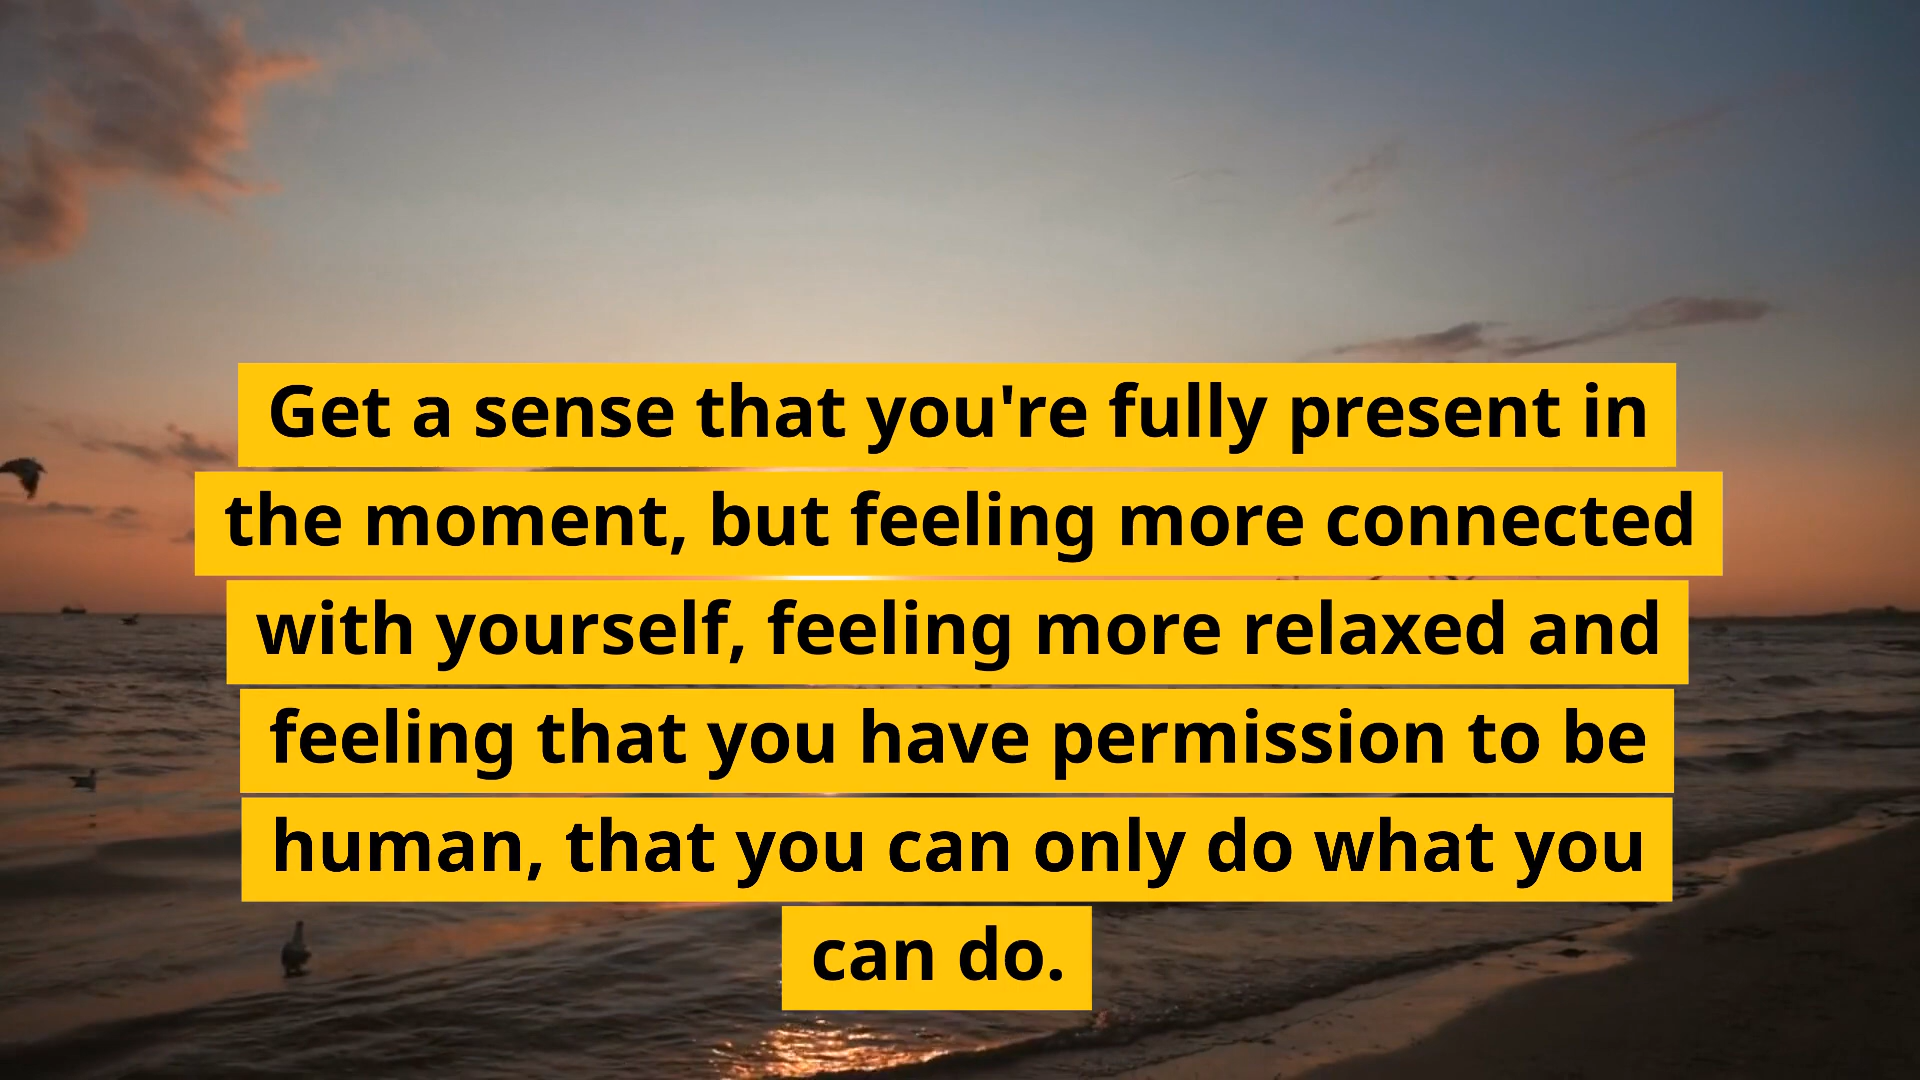 Get a sense that you're fully present in
the moment, but feeling more connected
with yourself, feeling more relaxed and
feeling that you have permission to be
human, that you can only do what you
can do.